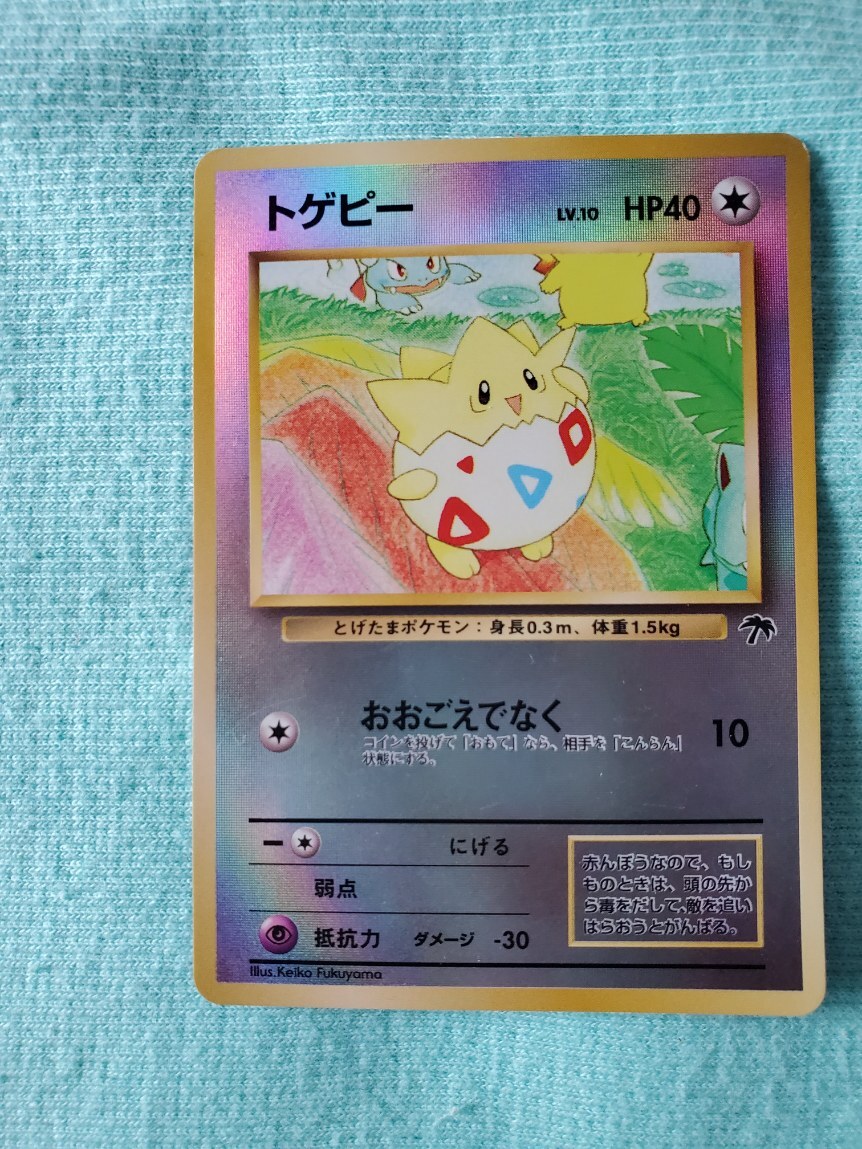 トゲピー LV.10 HP40
とげたまポケモン：身長0.3m、体重1.5kg
おおごえでなく 10
コインを投げて「おもて」なら、相手を「こんらん」
状態にする。
にげる
弱点
抵抗力 ダメージ -30
赤んぼうなので、もし
ものときは、頭の先か
ら毒をだして、敵を追い
はらおうとがんばる。
Illus.Keiko Fukuyama